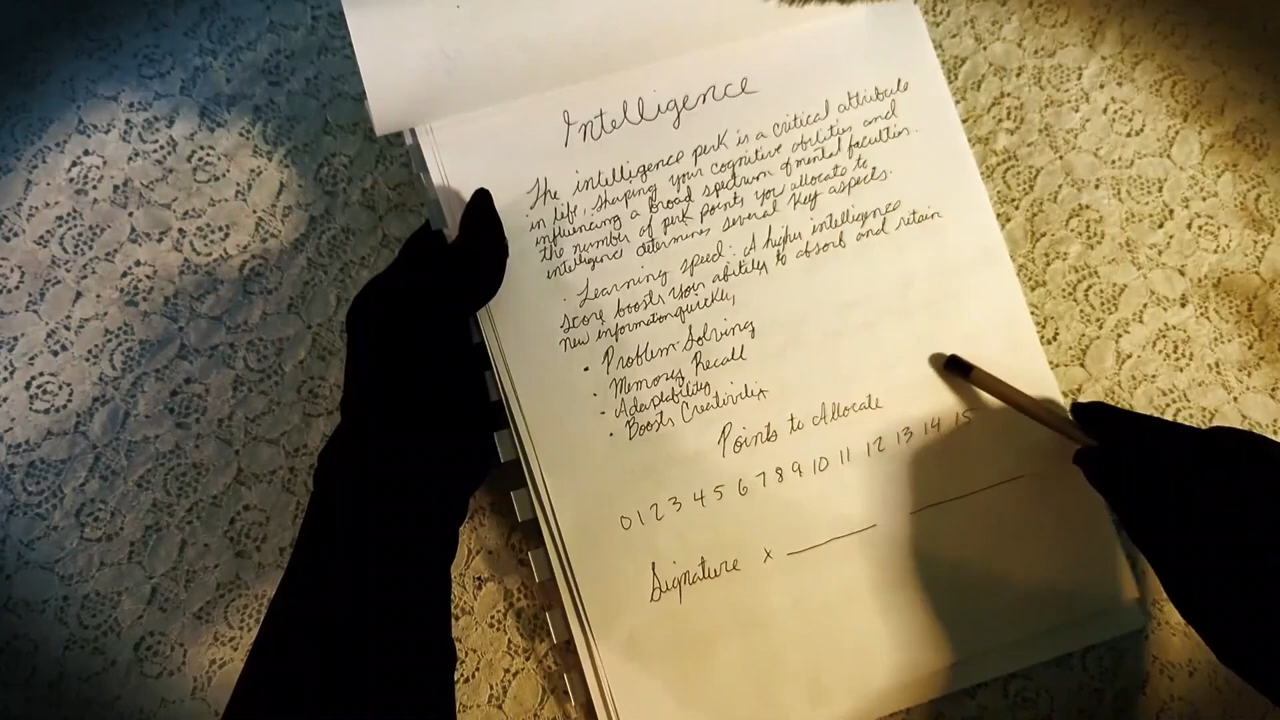 Intelligence
The intelligence perk is a critical attribute
in life, shaping your cognitive abilities and
influencing a broad spectrum of mental faculties.
the number of perk points you allocate to
intelligence determines several key aspects.
· Learning speed: A higher intelligence
score boosts your abilitey to absorb and retain
new information quickly,
• Problem-Solving
• Memory Recall
• Adaptability
• Boosts Creativitix
Points to Allocate
0 1 2 3 4 5 6 7 8 9 10 11 12 13 14 15
Signature x